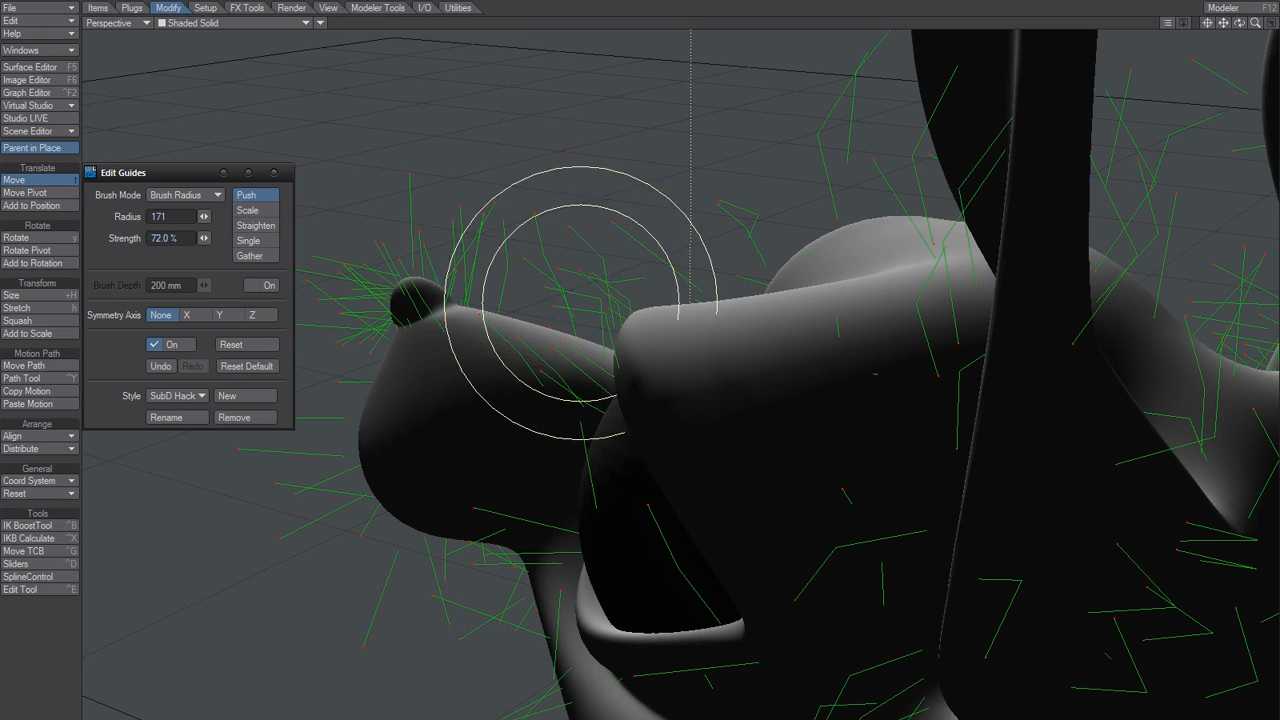 File
Items
Plugs
Modify
Setup
FX Tools
Render
View
Modeler Tools
I/O
Utilities
Modeler F12
Edit
Perspective
Shaded Solid
Help
Windows
Surface Editor F5
Image Editor F6
Graph Editor ^F2
Virtual Studio
Studio LIVE
Scene Editor
Parent in Place
Translate
Move t
Move Pivot
Add to Position
Rotate
Rotate y
Rotate Pivot
Add to Rotation
Transform
Size +H
Stretch h
Squash
Add to Scale
Motion Path
Move Path
Path Tool ^Y
Copy Motion
Paste Motion
Arrange
Align
Distribute
General
Coord System
Reset
Tools
IK BoostTool ^B
IKB Calculate ^X
Move TCB ^G
Sliders ^D
SplineControl
Edit Tool ^E
Edit Guides
Brush Mode Brush Radius Push
Radius 171 Scale
Straighten
Strength 72.0 % Single
Gather
Brush Depth 200 mm On
Symmetry Axis None X Y Z
On Reset
Undo Redo Reset Default
Style SubD Hack New
Rename Remove